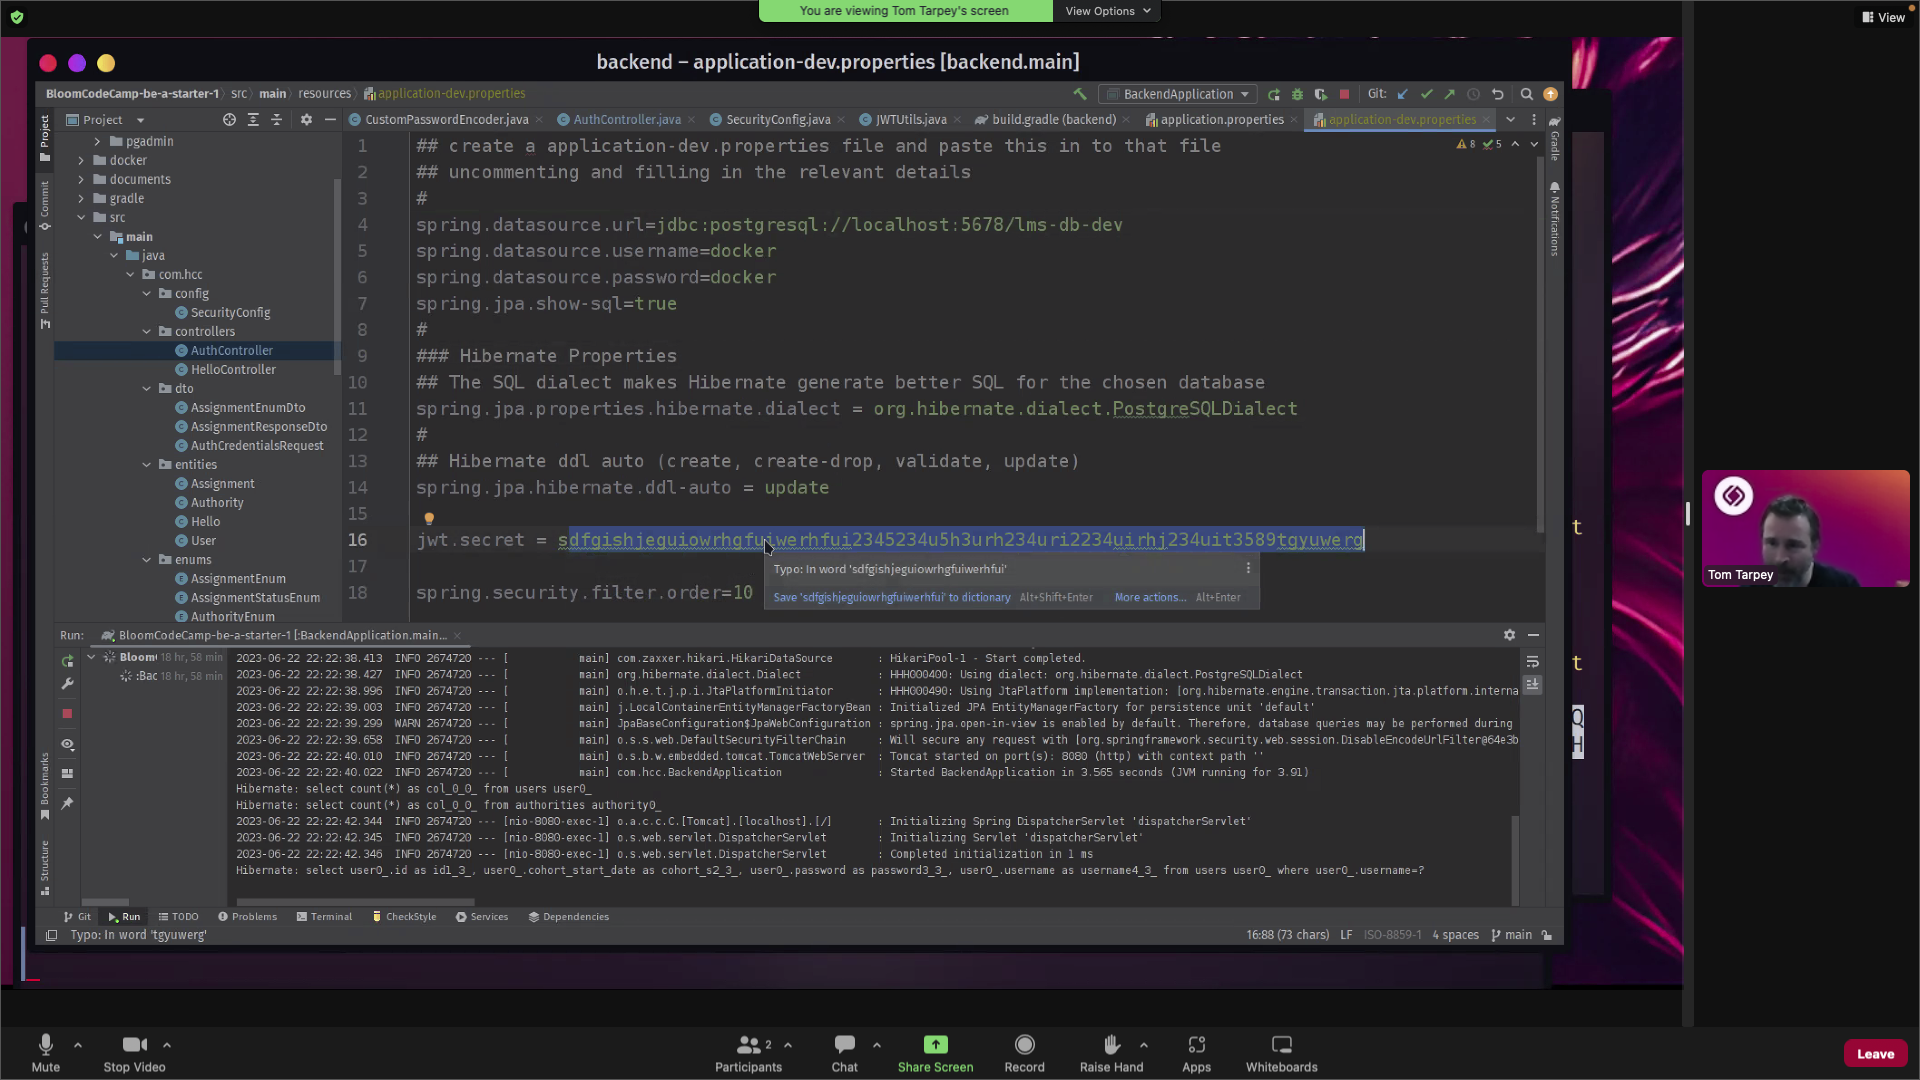 You are viewing Tom Tarpey's screen
View Options
View
backend – application-dev.properties [backend.main]
BloomCodeCamp-be-a-starter-1 src main resources application-dev.properties
BackendApplication
Git:
Project
CustomPasswordEncoder.java
AuthController.java
SecurityConfig.java
JWTUtils.java
build.gradle (backend)
application.properties
application-dev.properties
Project
Commit
Pull Requests
Bookmarks
Structure
Gradle
Notifications
pgadmin
docker
documents
gradle
src
main
java
com.hcc
config
SecurityConfig
controllers
AuthController
HelloController
dto
AssignmentEnumDto
AssignmentResponseDto
AuthCredentialsRequest
entities
Assignment
Authority
Hello
User
enums
AssignmentEnum
AssignmentStatusEnum
AuthorityEnum
8 5
1 ## create a application-dev.properties file and paste this in to that file
2 ## uncommenting and filling in the relevant details
3 #
4 spring.datasource.url=jdbc:postgresql://localhost:5678/lms-db-dev
5 spring.datasource.username=docker
6 spring.datasource.password=docker
7 spring.jpa.show-sql=true
8 #
9 ### Hibernate Properties
10 ## The SQL dialect makes Hibernate generate better SQL for the chosen database
11 spring.jpa.properties.hibernate.dialect = org.hibernate.dialect.PostgreSQLDialect
12 #
13 ## Hibernate ddl auto (create, create-drop, validate, update)
14 spring.jpa.hibernate.ddl-auto = update
15
16 jwt.secret = sdfgishjeguiowrhgfuiwerhfui2345234u5h3urh234uri2234uirhj234uit3589tgyuwerg
17
18 spring.security.filter.order=10
Typo: In word 'sdfgishjeguiowrhgfuiwerhfui'
Save 'sdfgishjeguiowrhgfuiwerhfui' to dictionary Alt+Shift+Enter More actions... Alt+Enter
Run: BloomCodeCamp-be-a-starter-1 [:BackendApplication.main...
Bloom 18 hr, 58 min
:Bac 18 hr, 58 min
2023-06-22 22:22:38.413 INFO 2674720 --- [ main] com.zaxxer.hikari.HikariDataSource : HikariPool-1 - Start completed.
2023-06-22 22:22:38.427 INFO 2674720 --- [ main] org.hibernate.dialect.Dialect : HHH000400: Using dialect: org.hibernate.dialect.PostgreSQLDialect
2023-06-22 22:22:38.996 INFO 2674720 --- [ main] o.h.e.t.j.p.i.JtaPlatformInitiator : HHH000490: Using JtaPlatform implementation: [org.hibernate.engine.transaction.jta.platform.interna
2023-06-22 22:22:39.003 INFO 2674720 --- [ main] j.LocalContainerEntityManagerFactoryBean : Initialized JPA EntityManagerFactory for persistence unit 'default'
2023-06-22 22:22:39.299 WARN 2674720 --- [ main] JpaBaseConfiguration$JpaWebConfiguration : spring.jpa.open-in-view is enabled by default. Therefore, database queries may be performed during
2023-06-22 22:22:39.658 INFO 2674720 --- [ main] o.s.s.web.DefaultSecurityFilterChain : Will secure any request with [org.springframework.security.web.session.DisableEncodeUrlFilter@64e3b
2023-06-22 22:22:40.010 INFO 2674720 --- [ main] o.s.b.w.embedded.tomcat.TomcatWebServer : Tomcat started on port(s): 8080 (http) with context path ''
2023-06-22 22:22:40.022 INFO 2674720 --- [ main] com.hcc.BackendApplication : Started BackendApplication in 3.565 seconds (JVM running for 3.91)
Hibernate: select count(*) as col_0_0_ from users user0_
Hibernate: select count(*) as col_0_0_ from authorities authority0_
2023-06-22 22:22:42.344 INFO 2674720 --- [nio-8080-exec-1] o.a.c.c.C.[Tomcat].[localhost].[/] : Initializing Spring DispatcherServlet 'dispatcherServlet'
2023-06-22 22:22:42.345 INFO 2674720 --- [nio-8080-exec-1] o.s.web.servlet.DispatcherServlet : Initializing Servlet 'dispatcherServlet'
2023-06-22 22:22:42.346 INFO 2674720 --- [nio-8080-exec-1] o.s.web.servlet.DispatcherServlet : Completed initialization in 1 ms
Hibernate: select user0_.id as id1_3_, user0_.cohort_start_date as cohort_s2_3_, user0_.password as password3_3_, user0_.username as username4_3_ from users user0_ where user0_.username=?
Git Run TODO Problems Terminal CheckStyle Services Dependencies
Typo: In word 'tgyuwerg'
16:88 (73 chars) LF ISO-8859-1 4 spaces main
t
t
Q
H
Tom Tarpey
Mute
Stop Video
2
Participants
Chat
Share Screen
Record
Raise Hand
Apps
Whiteboards
Leave